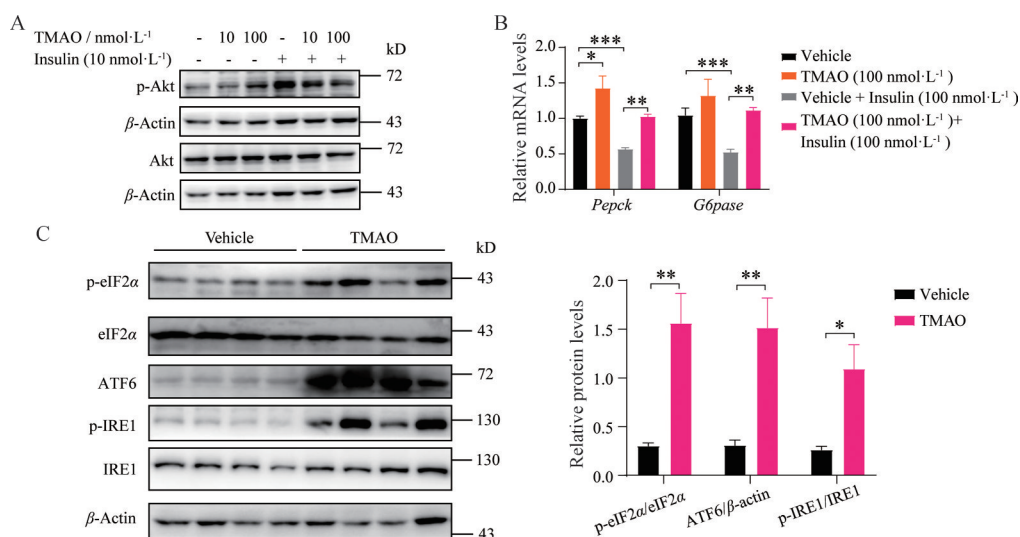 A
TMAO / nmol·L⁻¹ - 10 100 - 10 100
Insulin (10 nmol·L⁻¹) - - - + + +
kD
p-Akt
72
β-Actin
43
Akt
72
β-Actin
43
B
Relative mRNA levels
2.0
1.5
1.0
0.5
0.0
***
*
**
***
**
Pepck G6pase
Vehicle
TMAO (100 nmol·L⁻¹)
Vehicle + Insulin (100 nmol·L⁻¹)
TMAO (100 nmol·L⁻¹)+
Insulin (100 nmol·L⁻¹)
C
Vehicle TMAO
kD
p-eIF2α
43
eIF2α
43
ATF6
72
p-IRE1
130
IRE1
130
β-Actin
43
Relative protein levels
2.0
1.5
1.0
0.5
0.0
** ** *
p-eIF2α/eIF2α ATF6/β-actin p-IRE1/IRE1
Vehicle
TMAO